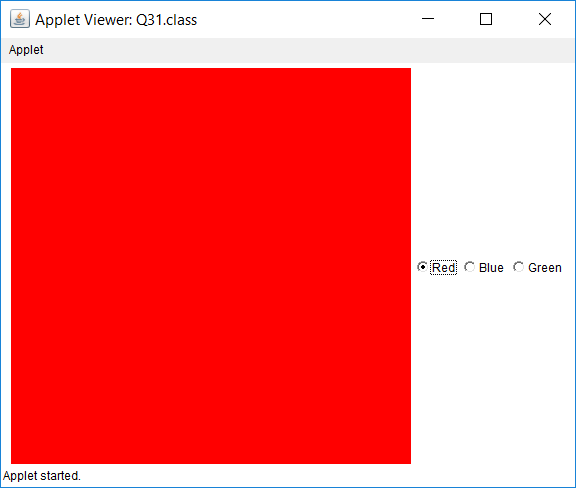 Applet Viewer: Q31.class
Applet
Red Blue Green
Applet started.